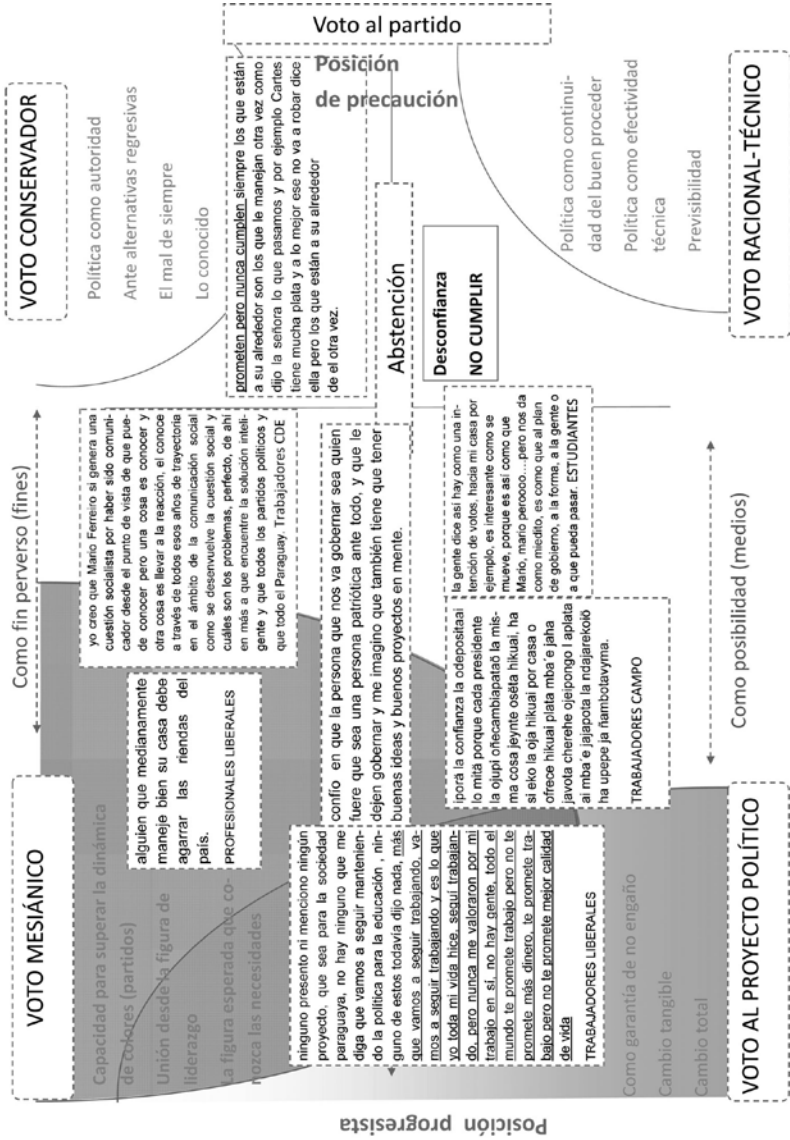 VOTO MESIÁNICO
Capacidad para superar la dinámica
de colores (partidos)
Unión desde la figura de
liderazgo
La figura esperada que co-
nozca las necesidades
Como fin perverso (fines)
VOTO CONSERVADOR
Política como autoridad
Ante alternativas regresivas
El mal de siempre
Lo conocido
alguien que medianamente
maneje bien su casa debe
agarrar las riendas del
país.
PROFESIONALES LIBERALES
yo creo que Mario Ferreiro si genera una
cuestión socialista por haber sido comuni-
cador desde el punto de vista de que pue-
de conocer pero una cosa es conocer y
otra cosa es llevar a la reacción, el conoce
a través de todos esos años de trayectoria
en el ámbito de la comunicación social
como se desenvuelve la cuestión social y
cuáles son los problemas, perfecto, de ahí
en más a que encuentre la solución inteli-
gente y que todos los partidos políticos y
que todo el Paraguay. Trabajadores CDE
prometen pero nunca cumplen siempre los que están
a su alrededor son los que le manejan otra vez como
dijo la señora lo que pasamos y por ejemplo Cartes
tiene mucha plata y a lo mejor ese no va a robar dice
ella pero los que están a su alrededor
de el otra vez.
Voto al partido
Posición
de precaución
Posición progresista
ninguno presento ni menciono ningún
proyecto, que sea para la sociedad
paraguaya, no hay ninguno que me
diga que vamos a seguir mantenien-
do la politica para la educación , nin-
guno de estos todavía dijo nada, más
que vamos a seguir trabajando, va-
mos a seguir trabajando y es lo que
yo toda mi vida hice, seguí trabajan-
do, pero nunca me valoraron por mi
trabajo en sí, no hay gente, todo el
mundo te promete trabajo pero no te
promete más dinero, te promete tra-
bajo pero no te promete mejor calidad
de vida
TRABAJADORES LIBERALES
confio en que la persona que nos va gobernar sea quien
fuere que sea una persona patriótica ante todo, y que le
dejen gobernar y me imagino que también tiene que tener
buenas ideas y buenos proyectos en mente.
Abstención
Desconfianza
NO CUMPLIR
iporá la confianza la odepositaai
lo mitá porque cada presidente
la ojupi oñecambiapataò la mis-
ma cosa jeynte oséta hikuai, ha
si eko la oja hikuai por casa o
ofrece hikuai plata mba´e jaha
javota cherehe ojeipongo l aplata
ai mba´e jajapota la ndajarekoiõ
ha upepe ja ñambotavyma.
TRABAJADORES CAMPO
la gente dice asi hay como una in-
tención de votos, hacia mi casa por
ejemplo, es interesante como se
mueve, porque es así como que
Mario, mario peroooo....pero nos da
como miedito, es como que al plan
de gobierno, a la forma, a la gente o
a que pueda pasar. ESTUDIANTES
Política como continui-
dad del buen proceder
Política como efectividad
técnica
Previsibilidad
VOTO RACIONAL-TÉCNICO
Como posibilidad (medios)
Como garantía de no engaño
Cambio tangible
Cambio total
VOTO AL PROYECTO POLÍTICO